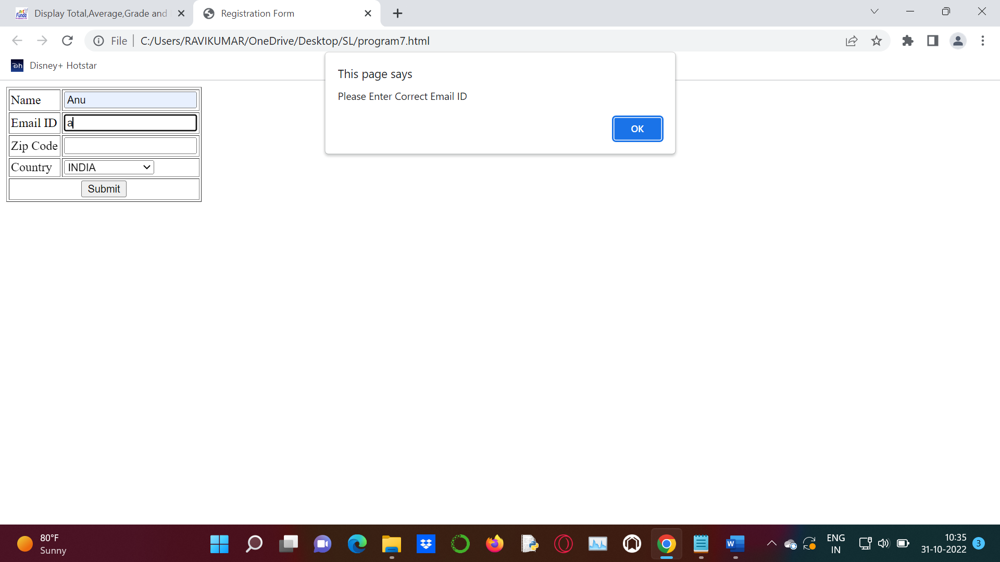 Display Total,Average,Grade and
Registration Form
File
C:/Users/RAVIKUMAR/OneDrive/Desktop/SL/program7.html
Disney+ Hotstar
This page says
Please Enter Correct Email ID
OK
Name Anu
Email ID a
Zip Code
Country INDIA
Submit
80°F
Sunny
W
ENG
IN
10:35
31-10-2022
3